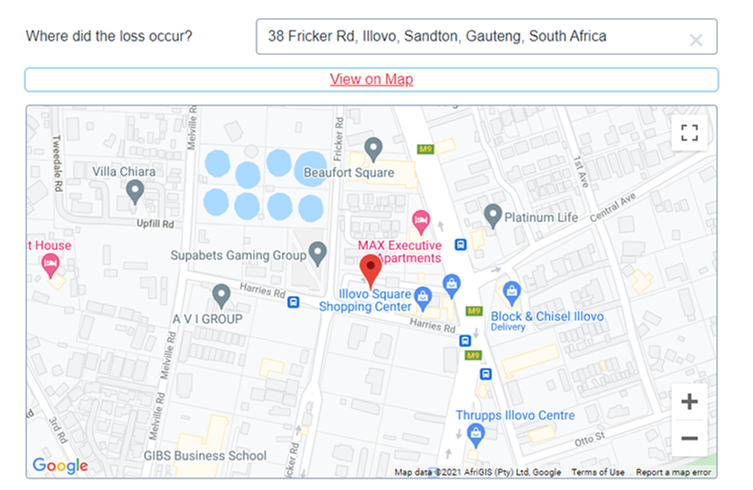 Where did the loss occur?
38 Fricker Rd, Illovo, Sandton, Gauteng, South Africa
View on Map
Melville Rd
Fricker Rd
Tweedale Rd
M9
1st Ave
Villa Chiara
Beaufort Square
Central Ave
Upfill Rd
Platinum Life
t House
MAX Executive
Apartments
Supabets Gaming Group
Harries Rd
Illovo Square
Shopping Center
A V I GROUP
Harries Rd
M9
Block & Chisel Illovo
Delivery
Melville Rd
M9
Melville Rd
Thrupps Illovo Centre
3rd Rd
Otto St
GIBS Business School
icker Rd
Google
Map data ©2021 AfriGIS (Pty) Ltd, Google
Terms of Use
Report a map error